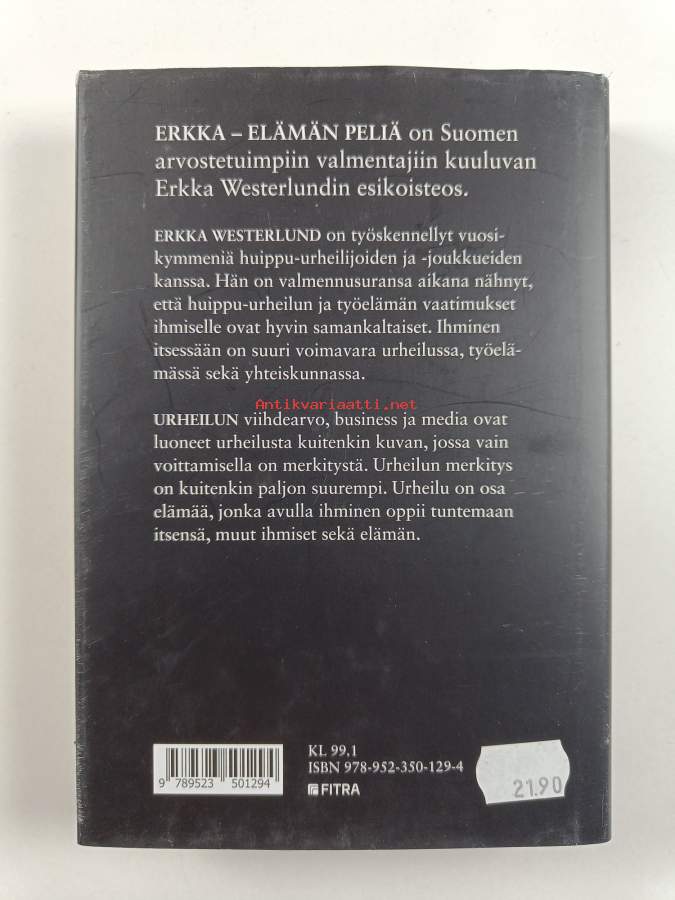 ERKKA – ELÄMÄN PELIÄ on Suomen
arvostetuimpiin valmentajiin kuuluvan
Erkka Westerlundin esikoisteos.
ERKKA WESTERLUND on työskennellyt vuosi-
kymmeniä huippu-urheilijoiden ja -joukkueiden
kanssa. Hän on valmennusuransa aikana nähnyt,
että huippu-urheilun ja työelämän vaatimukset
ihmiselle ovat hyvin samankaltaiset. Ihminen
itsessään on suuri voimavara urheilussa, työelä-
mässä sekä yhteiskunnassa.
Antikvariaatti.net
URHEILUN viihdearvo, business ja media ovat
luoneet urheilusta kuitenkin kuvan, jossa vain
voittamisella on merkitystä. Urheilun merkitys
on kuitenkin paljon suurempi. Urheilu on osa
elämää, jonka avulla ihminen oppii tuntemaan
itsensä, muut ihmiset sekä elämän.
KL 99.1
ISBN 978-952-350-129-4
9 789523 501294
FITRA
21.90